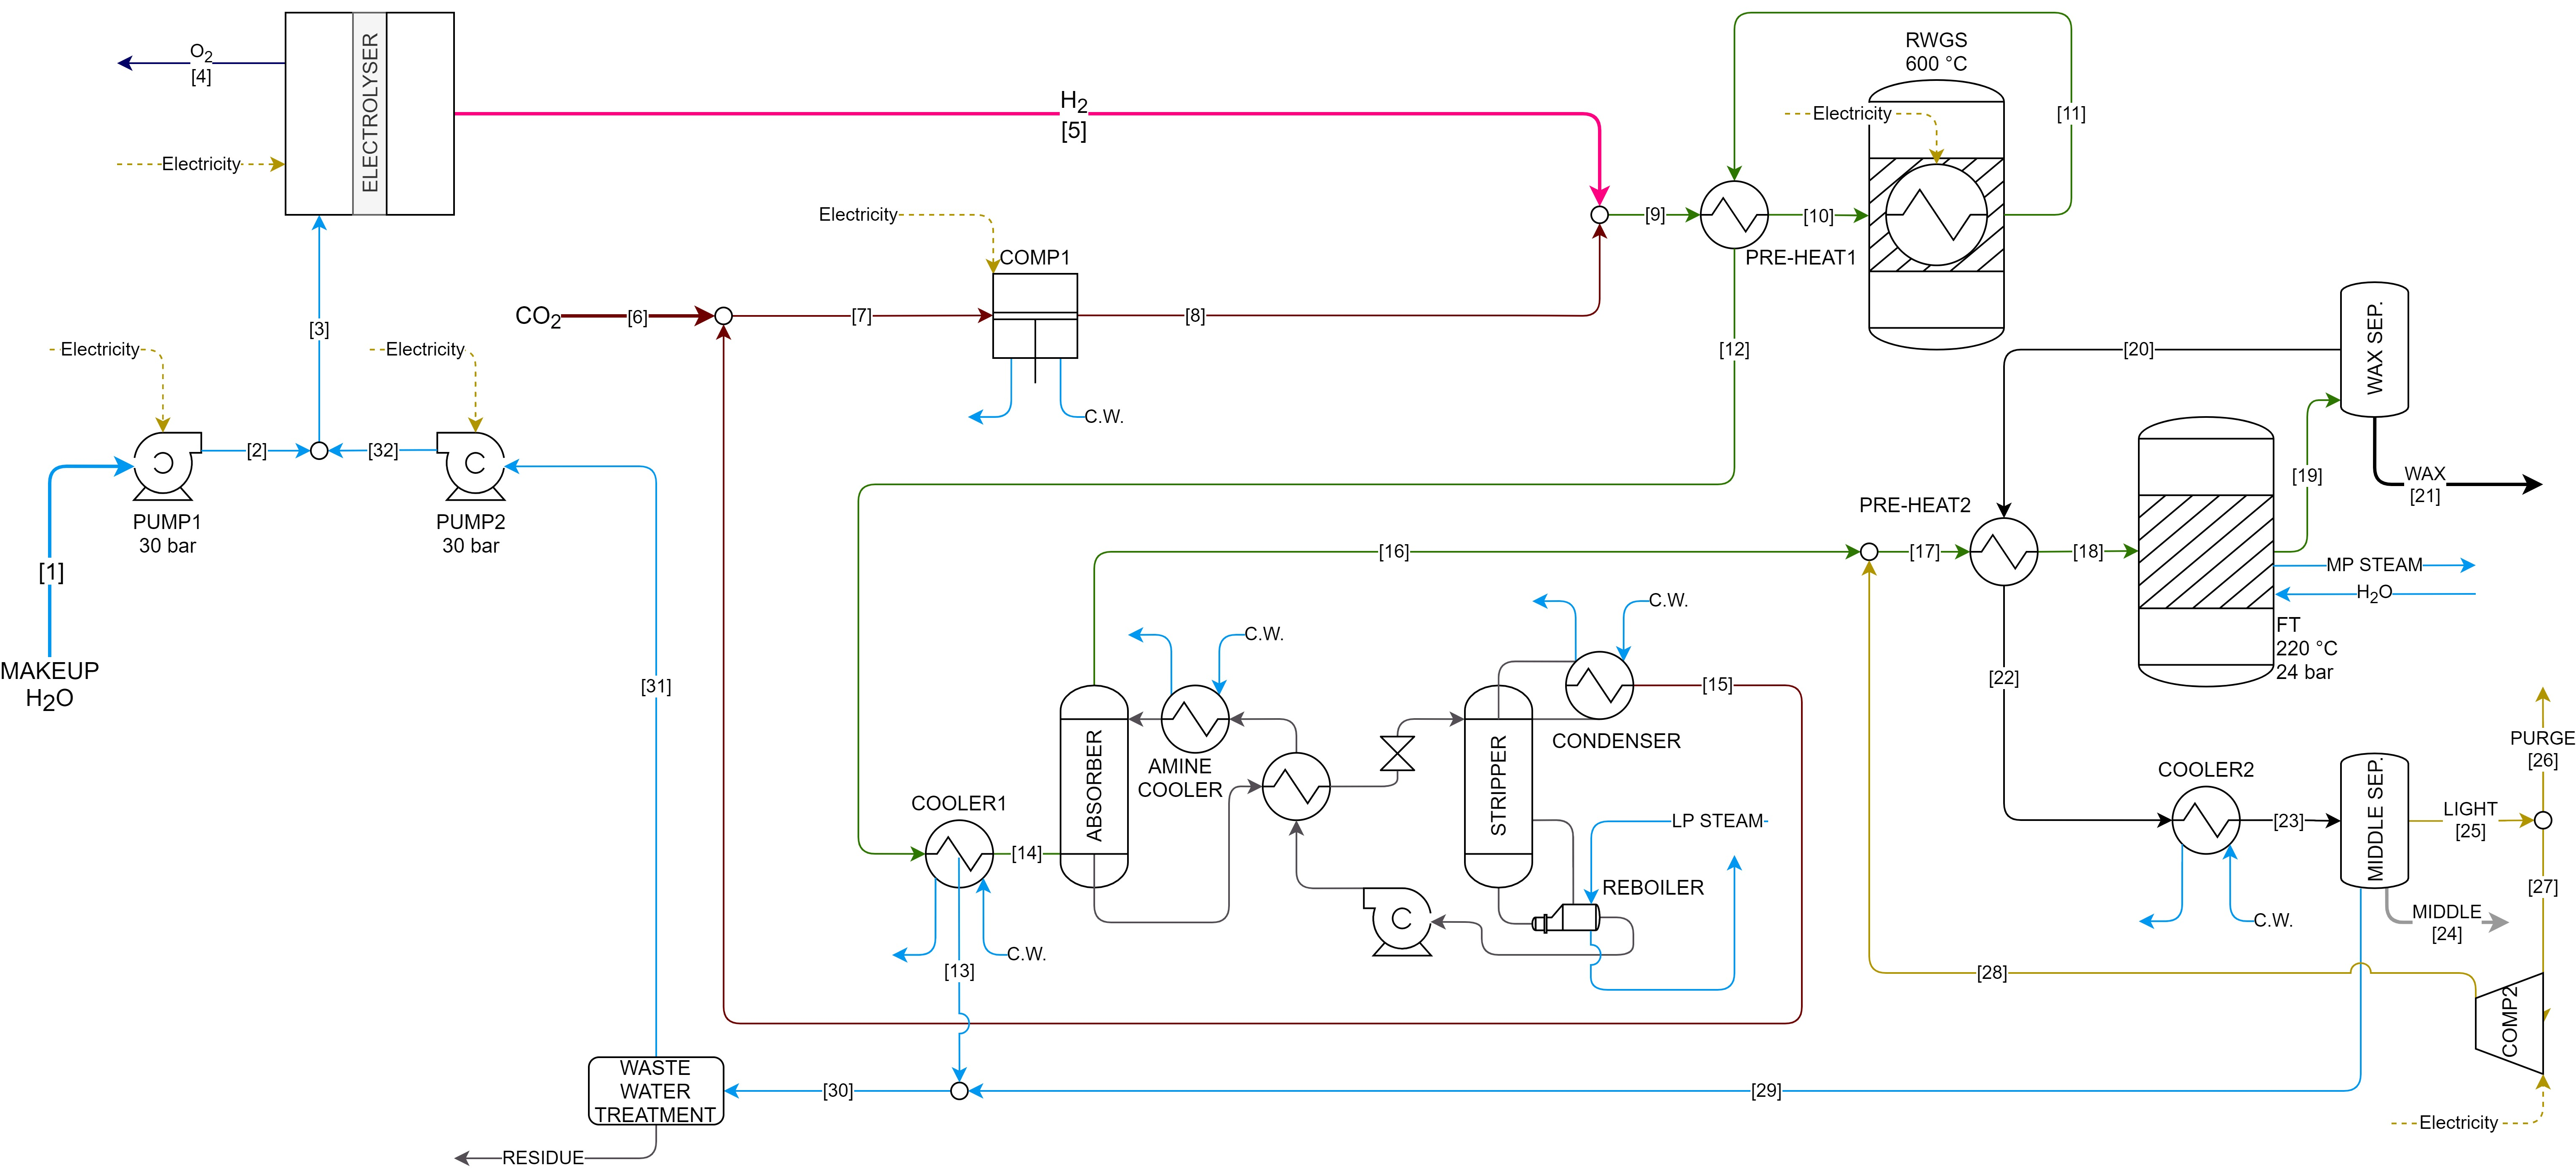 O2
[4]
ELECTROLYSER
Electricity
H2
[5]
RWGS
600 °C
Electricity
[11]
Electricity
COMP1
[9]
[10]
PRE-HEAT1
CO2
[6]
[7]
[8]
C.W.
[3]
Electricity
Electricity
[2]
[32]
PUMP1
30 bar
PUMP2
30 bar
[1]
MAKEUP
H2O
[31]
[12]
[20]
WAX SEP.
[19]
WAX
[21]
PRE-HEAT2
[16]
[17]
[18]
MP STEAM
H2O
FT
220 °C
24 bar
C.W.
C.W.
[15]
CONDENSER
ABSORBER
AMINE
COOLER
STRIPPER
LP STEAM
REBOILER
COOLER1
[14]
C.W.
[13]
[22]
COOLER2
[23]
MIDDLE SEP.
LIGHT
[25]
PURGE
[26]
[27]
MIDDLE
[24]
C.W.
[28]
COMP2
Electricity
[29]
[30]
WASTE
WATER
TREATMENT
RESIDUE